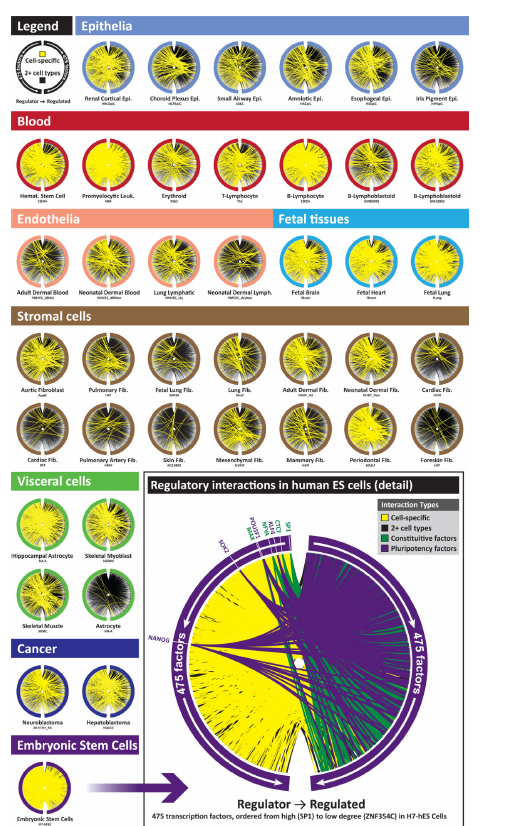 Legend
Epithelia
Cell-specific
2+ cell types
Regulator → Regulated
Renal Cortical Epi.
Choroid Plexus Epi.
Small Airway Epi.
Amniotic Epi.
Esophageal Epi.
Iris Pigment Epi.
Blood
Hemat. Stem Cell
Promyelocytic Leuk.
Erythroid
T-Lymphocyte
B-Lymphocyte
B-Lymphoblastoid
B-Lymphoblastoid
Endothelia
Fetal tissues
Adult Dermal Blood
Neonatal Dermal Blood
Lung Lymphatic
Neonatal Dermal Lymph.
Fetal Brain
Fetal Heart
Fetal Lung
Stromal cells
Aortic Fibroblast
Pulmonary Fib.
Fetal Lung Fib.
Lung Fib.
Adult Dermal Fib.
Neonatal Dermal Fib.
Cardiac Fib.
Cardiac Fib.
Pulmonary Artery Fib.
Skin Fib.
Mesenchymal Fib.
Mammary Fib.
Periodontal Fib.
Foreskin Fib.
Visceral cells
Hippocampal Astrocyte
Skeletal Myoblast
Skeletal Muscle
Astrocyte
Cancer
Neuroblastoma
Hepatoblastoma
Embryonic Stem Cells
Embryonic Stem Cells
Regulatory interactions in human ES cells (detail)
Interaction Types
Cell-specific
2+ cell types
Constitutive factors
Pluripotency factors
SP1
CTCF
KLF4
NFYA
POU5F1
MAX
SOX2
NANOG
475 factors
475 factors
Regulator → Regulated
475 transcription factors, ordered from high (SP1) to low degree (ZNF354C) in H7-hES Cells